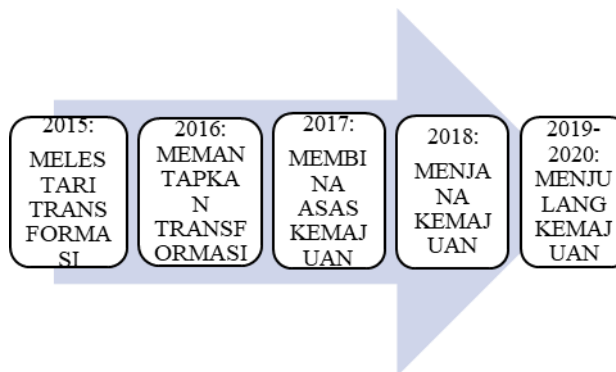 2015:
MELES
TARI
TRANS
FORMA
SI
2016:
MEMAN
TAPKA
N
TRANSF
ORMASI
2017:
MEMBI
NA
ASAS
KEMAJ
UAN
2018:
MENJA
NA
KEMAJ
UAN
2019-
2020:
MENJU
LANG
KEMAJ
UAN